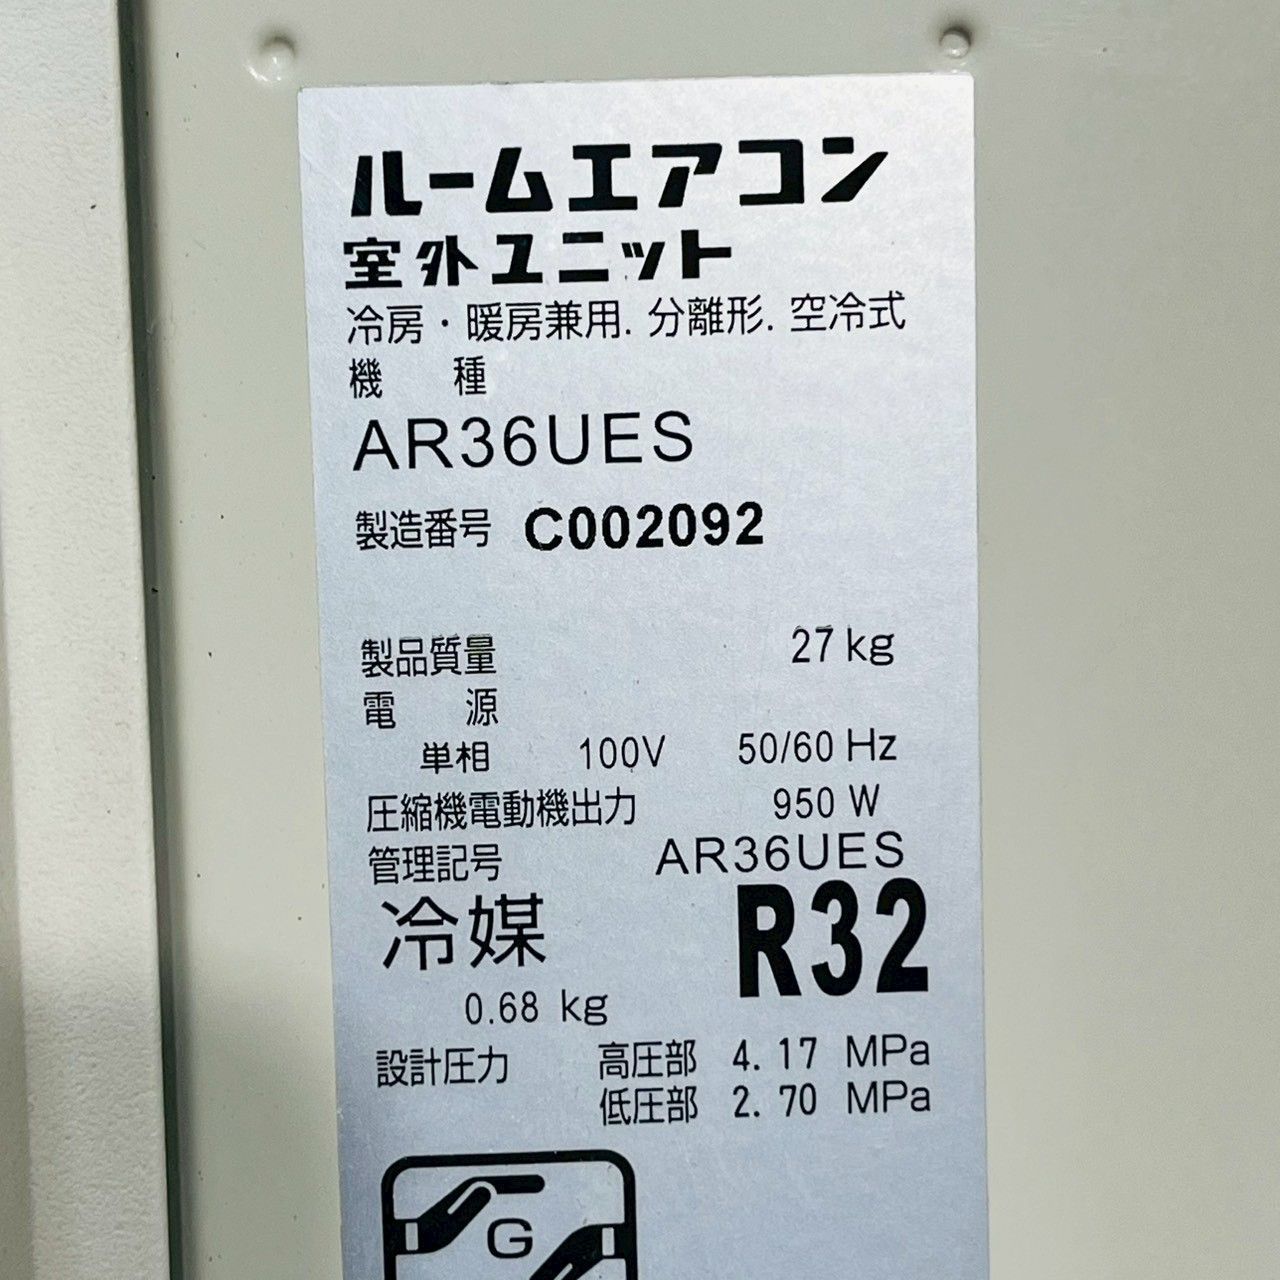 ルームエアコン
室外ユニット
冷房・暖房兼用. 分離形. 空冷式
機　種
AR36UES
製造番号 C002092
製品質量 27 kg
電　源
単相 100V 50/60 Hz
圧縮機電動機出力 950 W
管理記号 AR36UES
冷媒 R32
0.68 kg
設計圧力 高圧部 4.17 MPa
低圧部 2.70 MPa
G